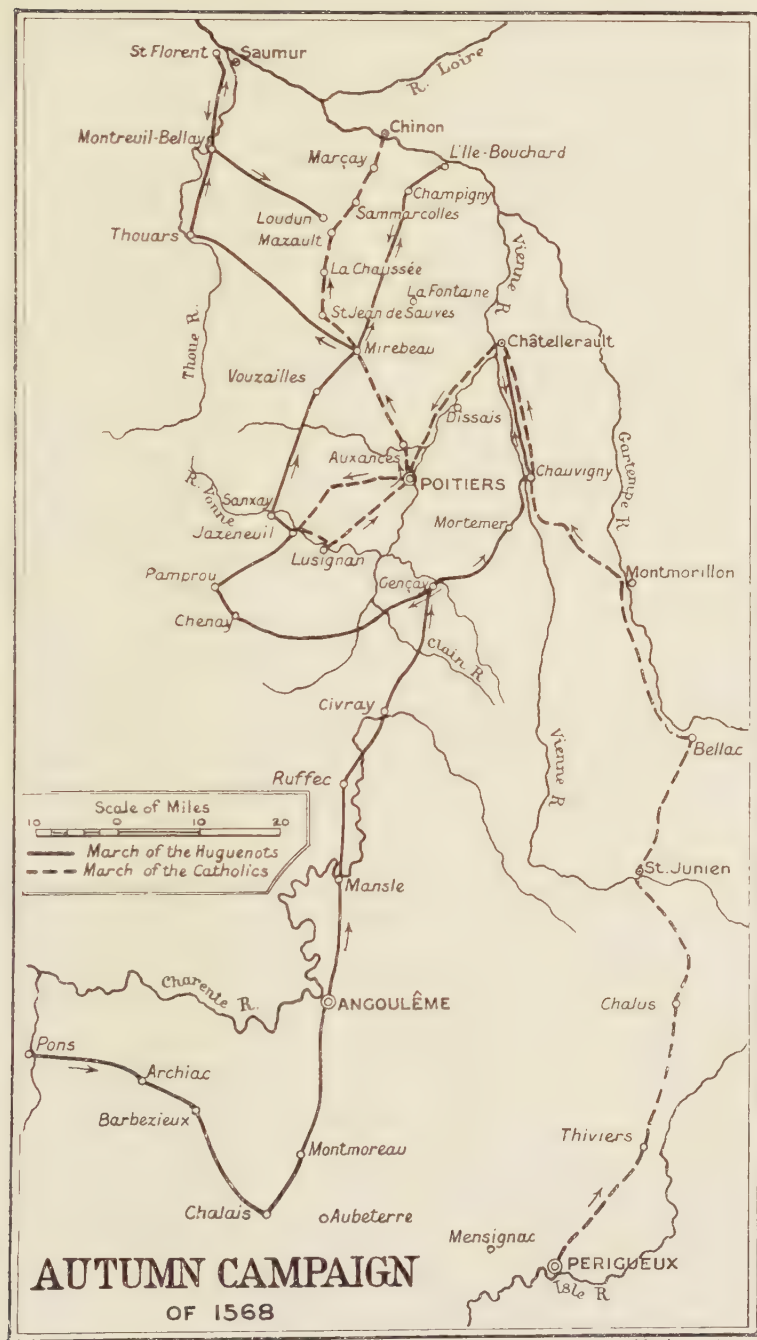 St Florent
Saumur
R. Loire
Chinon
Montreuil-Bellay
Marçay
L'Ile-Bouchard
Champigny
Loudun
Sammarcolles
Thouars
Mazault
Vienne R
La Chaussée
La Fontaine
St Jean de Sauves
Thoue R.
Mirebeau
Châtellerault
Vouzailles
Dissais
Gartempe R
Auxances
R. Vonne
POITIERS
Chauvigny
Sanxay
Jazeneuil
Mortemer
Lusignan
Pamprou
Gençay
Montmorillon
Chenay
Clain R
Civray
Vienne R
Bellac
Ruffec
Scale of Miles
10 0 10 20
March of the Huguenots
March of the Catholics
Mansle
St. Junien
Charente R.
ANGOULÊME
Chalus
Pons
Archiac
Barbezieux
Montmoreau
Thiviers
Chalais
Aubeterre
Mensignac
PERIGUEUX
Isle R
AUTUMN CAMPAIGN
OF 1568